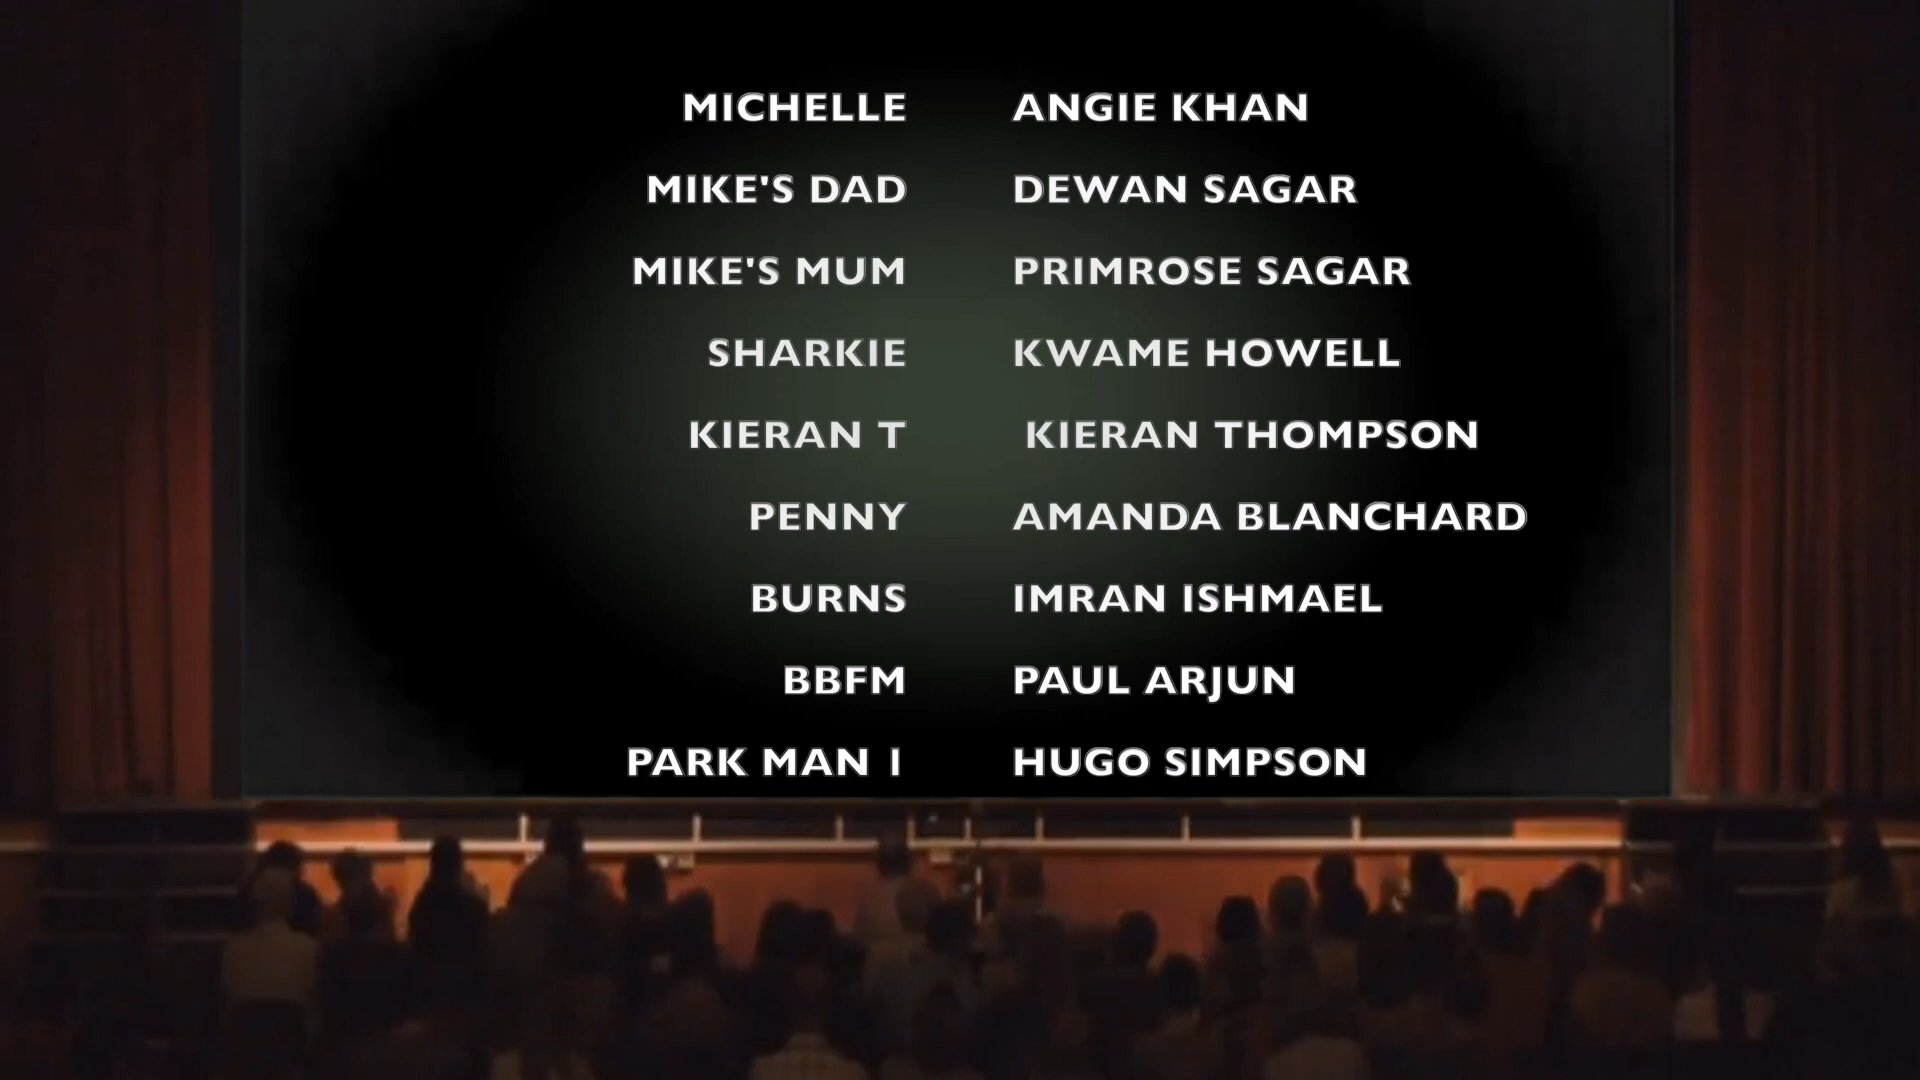 MICHELLE ANGIE KHAN
MIKE'S DAD DEWAN SAGAR
MIKE'S MUM PRIMROSE SAGAR
SHARKIE KWAME HOWELL
KIERAN T KIERAN THOMPSON
PENNY AMANDA BLANCHARD
BURNS IMRAN ISHMAEL
BBFM PAUL ARJUN
PARK MAN 1 HUGO SIMPSON